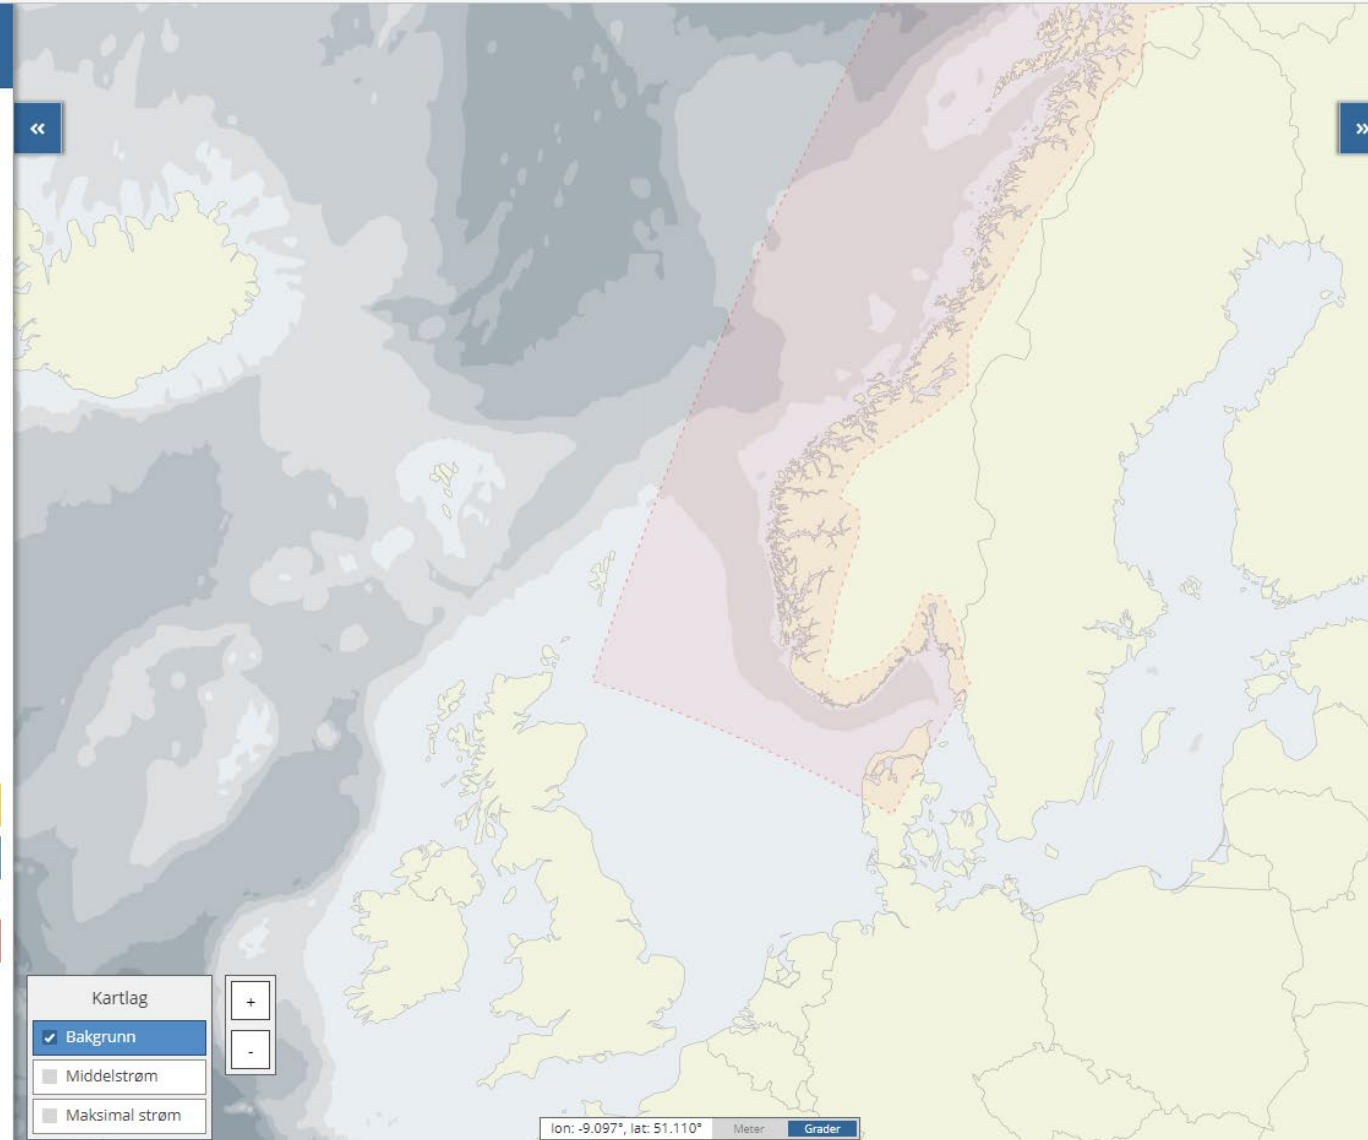 «
»
Kartlag
Bakgrunn
Middelstrøm
Maksimal strøm
+
-
lon: -9.097°, lat: 51.110° Meter Grader